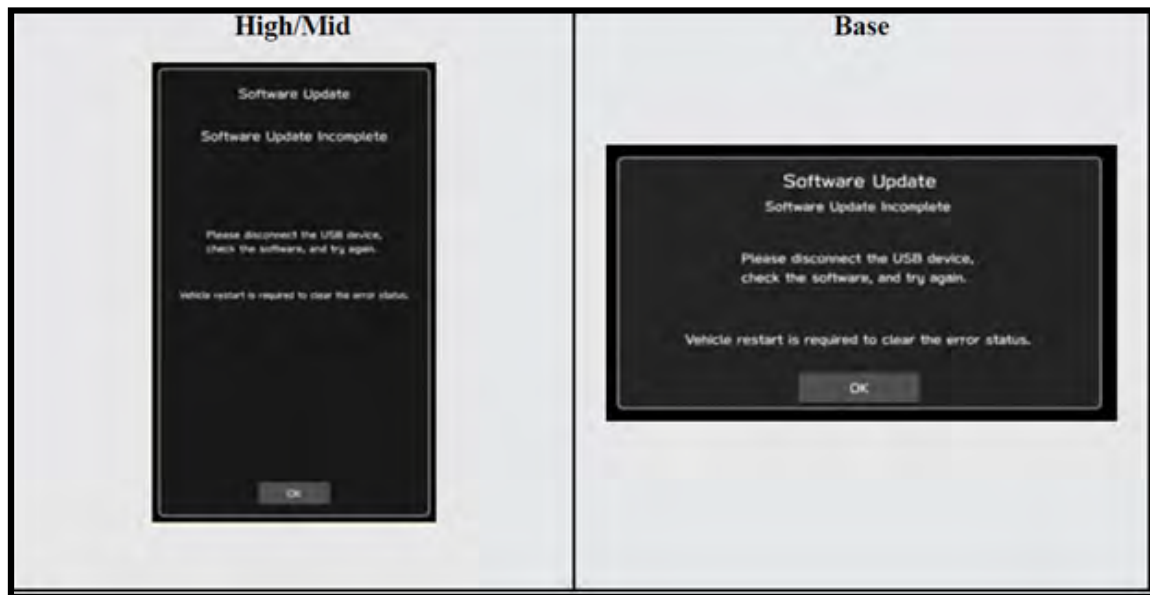 High/Mid
Software Update
Software Update Incomplete
Please disconnect the USB device,
check the software, and try again.
Vehicle restart is required to clear the error status.
OK
Base
Software Update
Software Update Incomplete
Please disconnect the USB device,
check the software, and try again.
Vehicle restart is required to clear the error status.
OK